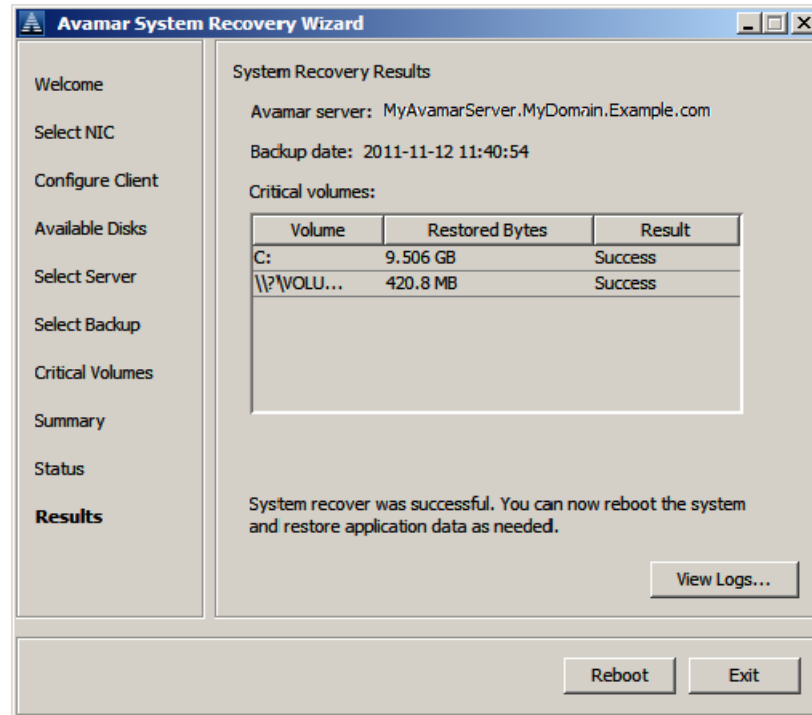 Avamar System Recovery Wizard
Welcome
Select NIC
Configure Client
Available Disks
Select Server
Select Backup
Critical Volumes
Summary
Status
Results
System Recovery Results
Avamar server: MyAvamarServer.MyDomain.Example.com
Backup date: 2011-11-12 11:40:54
Critical volumes:
Volume Restored Bytes Result
C: 9.506 GB Success
\\?\VOLU... 420.8 MB Success
System recover was successful. You can now reboot the system
and restore application data as needed.
View Logs...
Reboot Exit